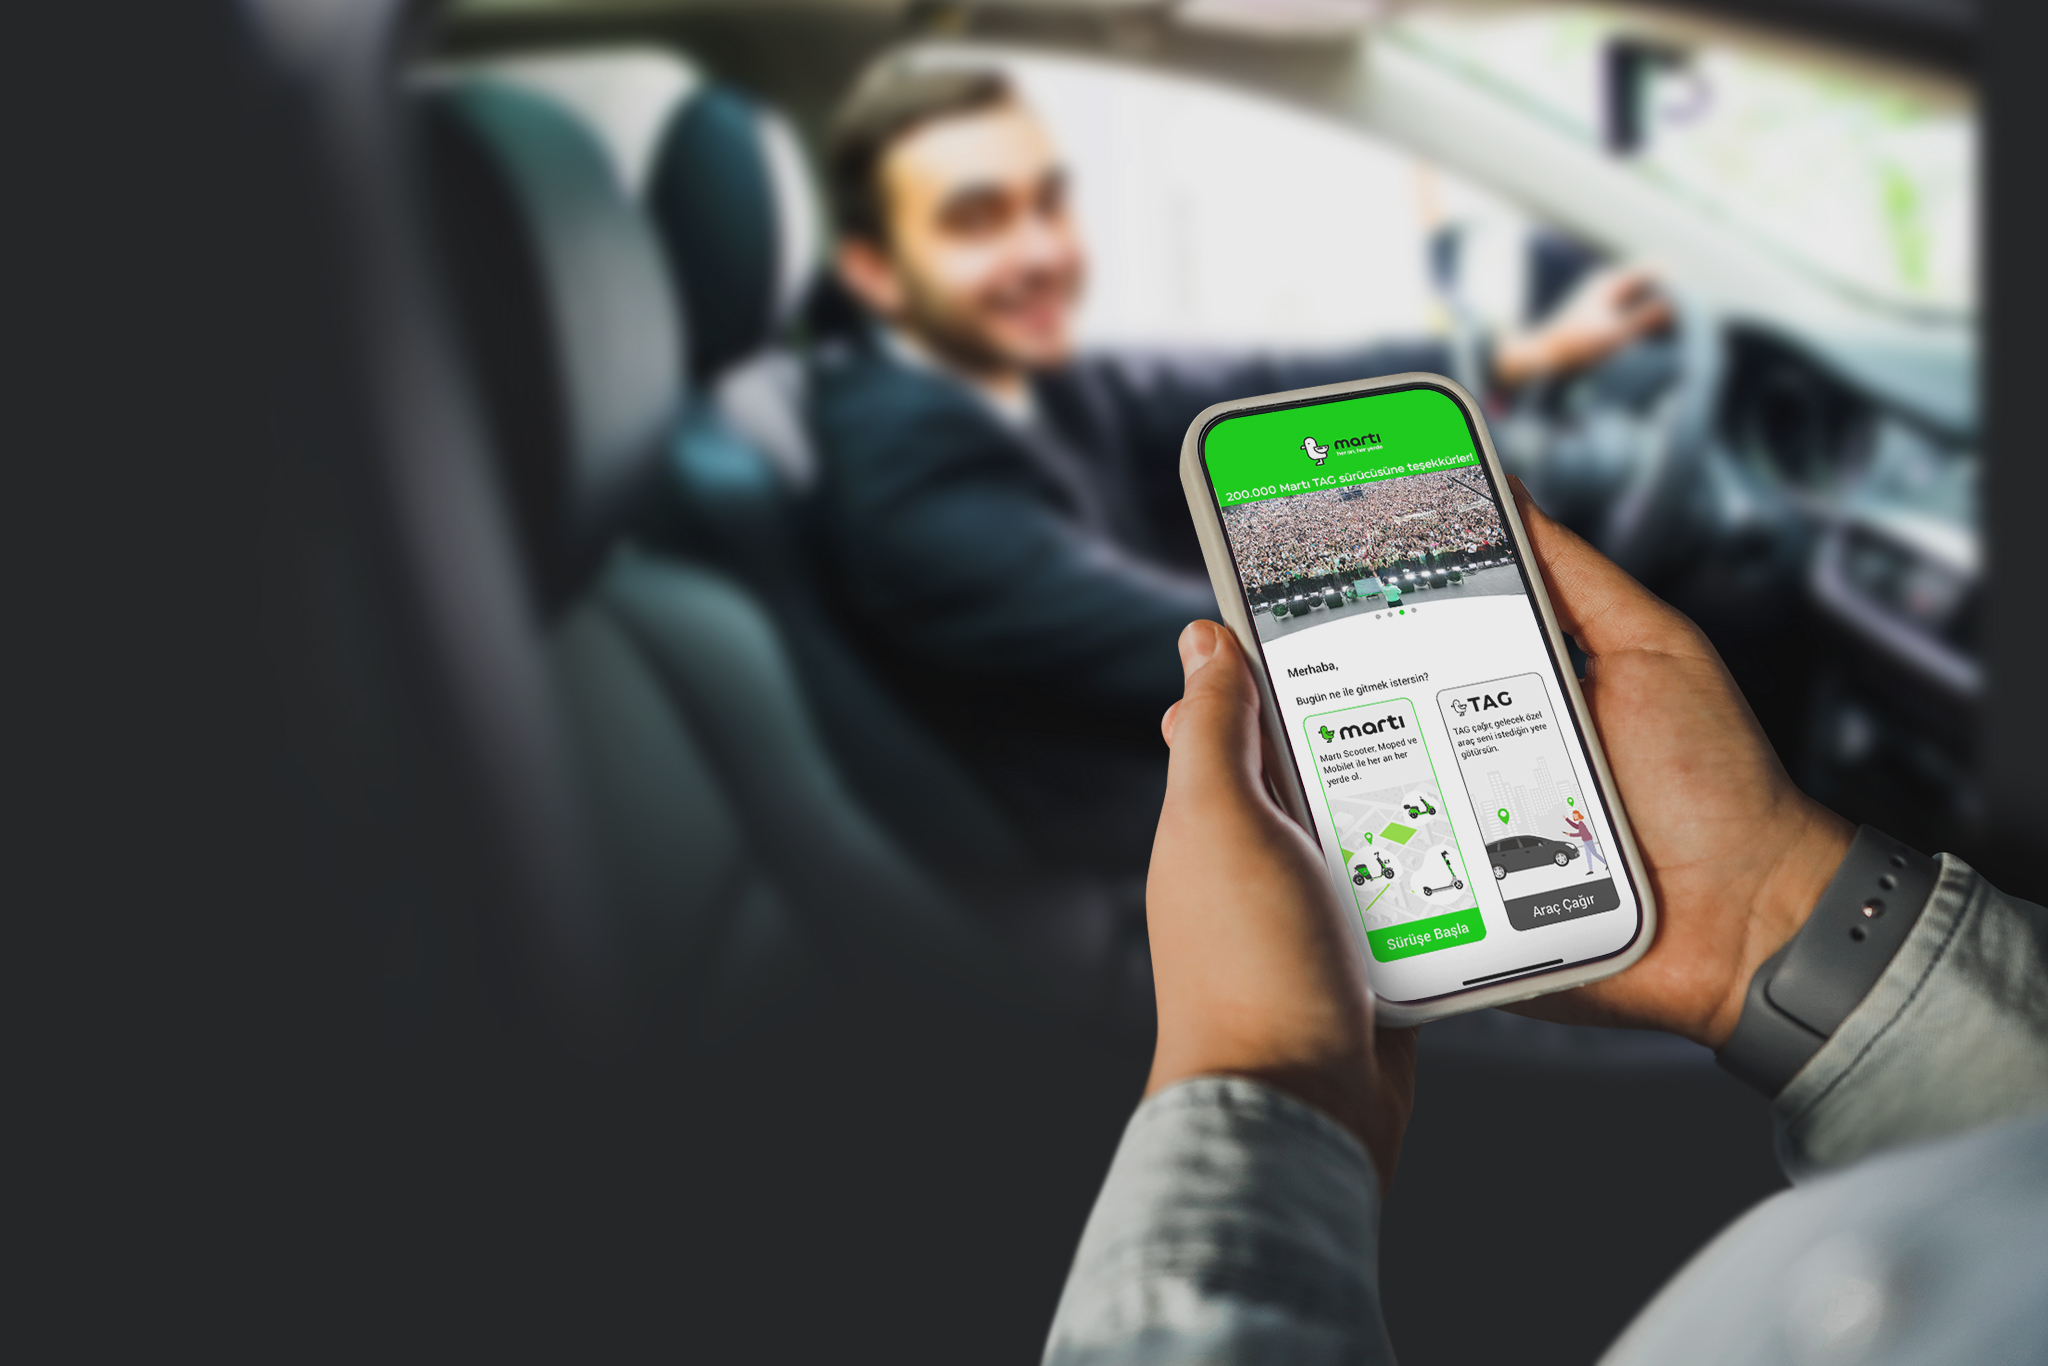 martı
her an, her yerde
200.000 Martı TAG sürücüsüne teşekkürler!
Merhaba,
Bugün ne ile gitmek istersin?
martı
Martı Scooter, Moped ve
Mobilet ile her an her
yerde ol.
Sürüşe Başla
TAG
TAG çağır, gelecek özel
araç seni istediğin yere
götürsün.
Araç Çağır